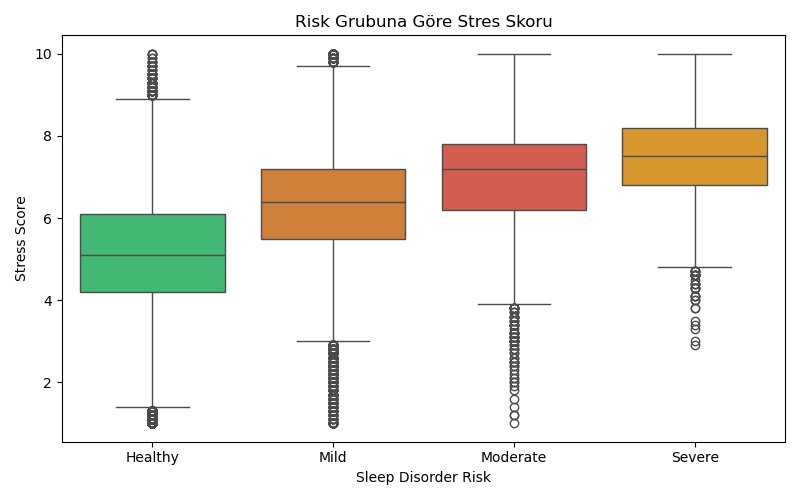 Risk Grubuna Göre Stres Skoru
10
8
6
4
2
Stress Score
Healthy
Mild
Moderate
Severe
Sleep Disorder Risk